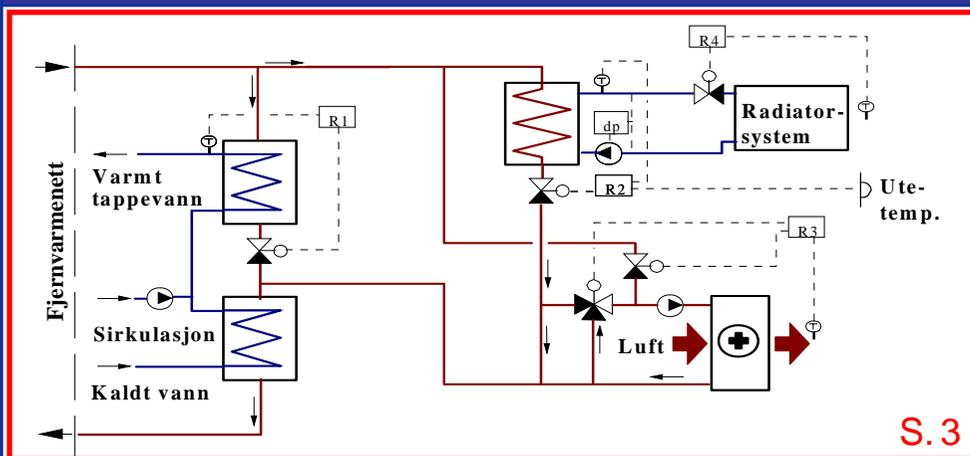 R4
R1
Radiator-
system
dp
Varmt
tappevann
R2
Ute-
temp.
Fjernvarmenett
R3
Sirkulasjon
Luft
Kaldt vann
S. 3
T
T
T
T